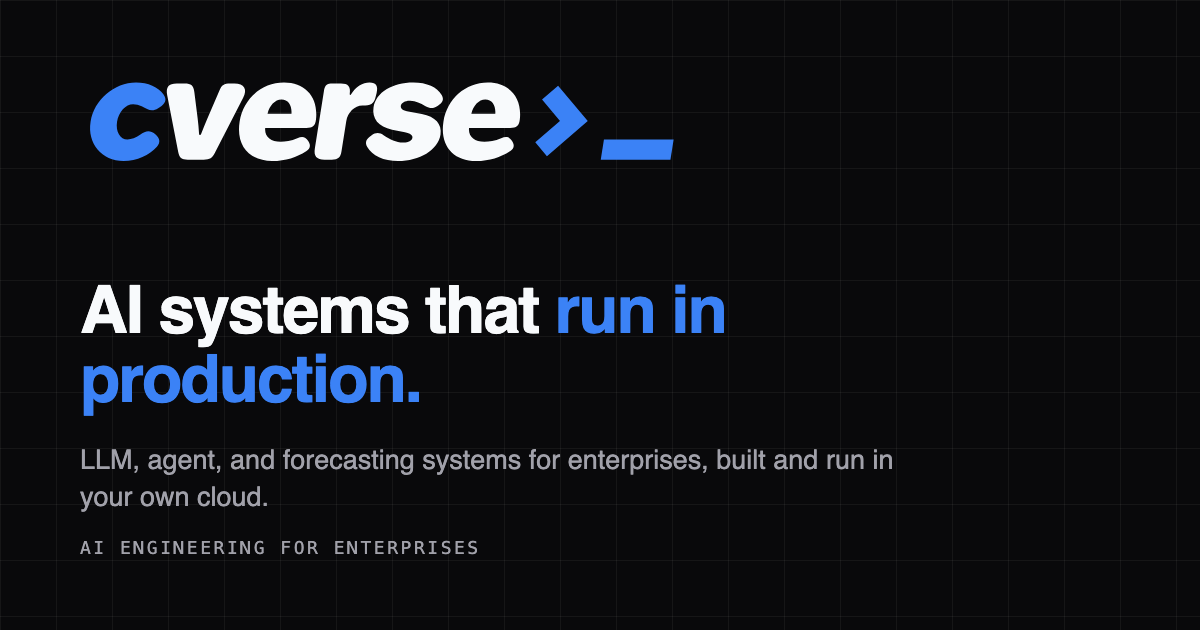 cverse>_
AI systems that run in
production.
LLM, agent, and forecasting systems for enterprises, built and run in
your own cloud.
AI ENGINEERING FOR ENTERPRISES